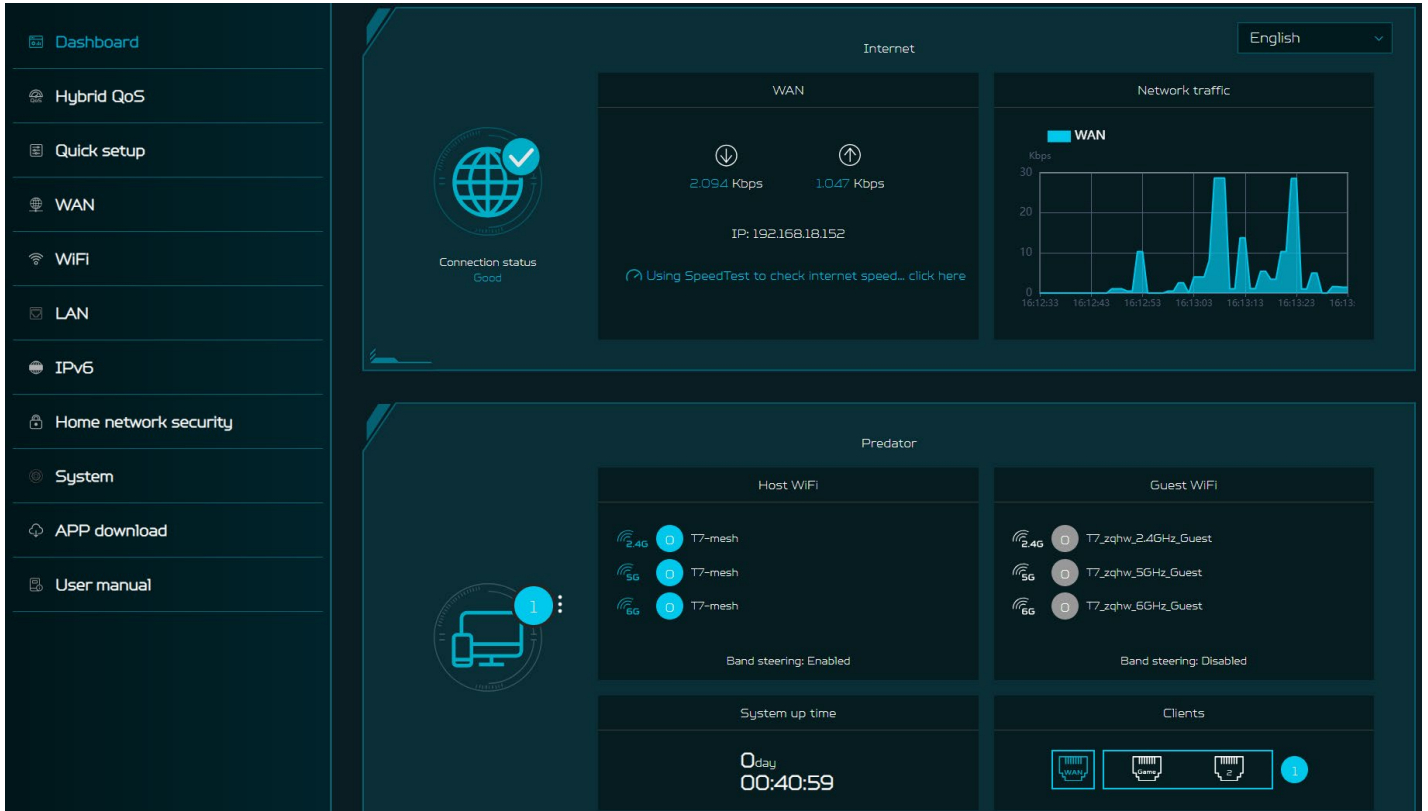 Dashboard
Hybrid QoS
Quick setup
WAN
WiFi
LAN
IPv6
Home network security
System
APP download
User manual
Internet
English
Connection status
Good
WAN
2.094 Kbps
1.047 Kbps
IP: 192.168.18.152
Using SpeedTest to check internet speed... click here
Network traffic
WAN
Kbps
30
20
10
0
16:12:33 16:12:43 16:12:53 16:13:03 16:13:13 16:13:23 16:13:
Predator
1
Host WiFi
2.4G 0 T7-mesh
5G 0 T7-mesh
6G 0 T7-mesh
Band steering: Enabled
Guest WiFi
2.4G 0 T7_zqhw_2.4GHz_Guest
5G 0 T7_zqhw_5GHz_Guest
6G 0 T7_zqhw_6GHz_Guest
Band steering: Disabled
System up time
0day
00:40:59
Clients
WAN Game 2 1